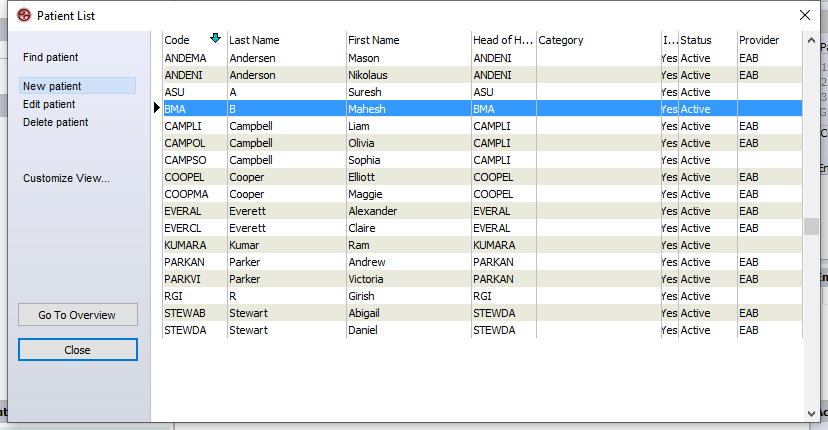 Patient List
Find patient
New patient
Edit patient
Delete patient
Customize View...
Go To Overview
Close
Code Last Name First Name Head of H... Category I... Status Provider
ANDEMA Andersen Mason ANDENI Yes Active EAB
ANDENI Anderson Nikolaus ANDENI Yes Active EAB
ASU A Suresh ASU Yes Active
BMA B Mahesh BMA Yes Active
CAMPLI Campbell Liam CAMPLI Yes Active EAB
CAMPOL Campbell Olivia CAMPLI Yes Active EAB
CAMPSO Campbell Sophia CAMPLI Yes Active
COOPEL Cooper Elliott COOPEL Yes Active EAB
COOPMA Cooper Maggie COOPEL Yes Active EAB
EVERAL Everett Alexander EVERAL Yes Active EAB
EVERCL Everett Claire EVERAL Yes Active EAB
KUMARA Kumar Ram KUMARA Yes Active
PARKAN Parker Andrew PARKAN Yes Active EAB
PARKVI Parker Victoria PARKAN Yes Active EAB
RGI R Girish RGI Yes Active
STEWAB Stewart Abigail STEWDA Yes Active EAB
STEWDA Stewart Daniel STEWDA Yes Active EAB